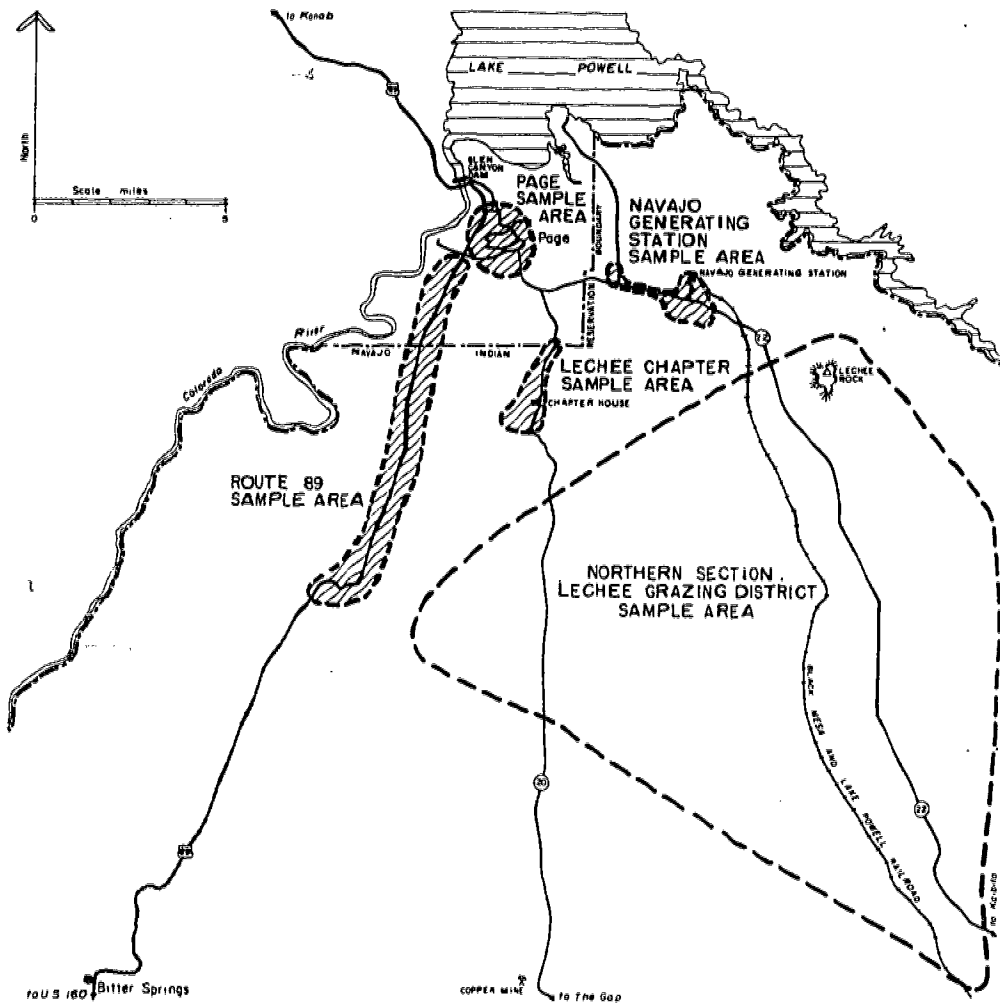 to Kanab
LAKE POWELL
89
North
Scale miles
0 5
GLEN
CANYON
DAM
PAGE
SAMPLE
AREA
Page
BOUNDARY
RESERVATION
NAVAJO
GENERATING
STATION
SAMPLE AREA
NAVAJO GENERATING STATION
River
NAVAJO INDIAN
Colorado
LECHEE CHAPTER
SAMPLE AREA
CHAPTER HOUSE
LECHEE
ROCK
ROUTE 89
SAMPLE AREA
NORTHERN SECTION,
LECHEE GRAZING DISTRICT
SAMPLE AREA
BLACK MESA AND LAKE POWELL RAILROAD
20
22
89
Bitter Springs
to U S 160
COPPER MINE
to The Gap